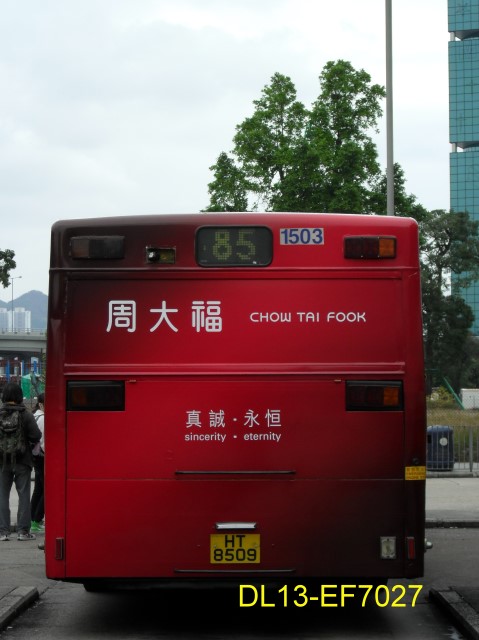 85 1503
周大福 CHOW TAI FOOK
真誠·永恒
sincerity • eternity
HT
8509
DL13-EF7027